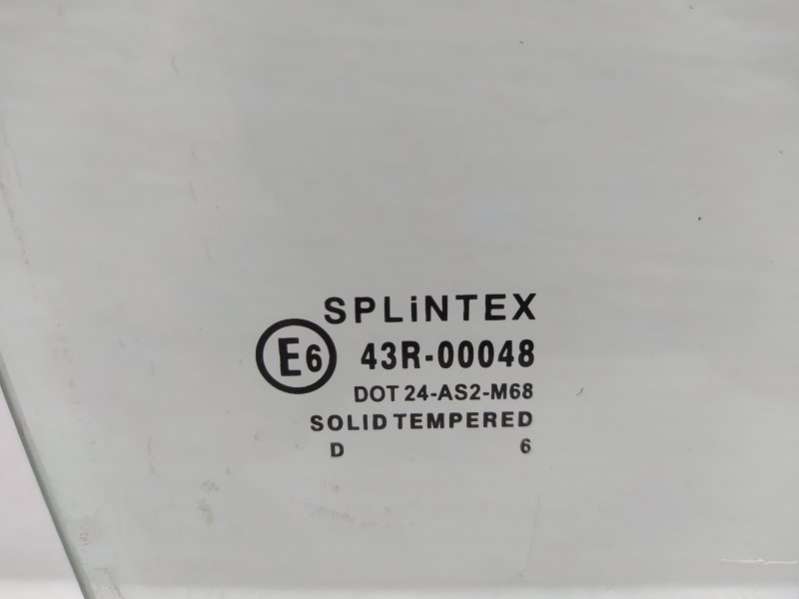 SPLiNTEX
E6 43R-00048
DOT 24-AS2-M68
SOLID TEMPERED
D 6